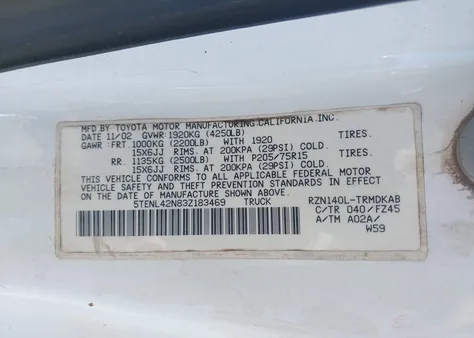 MFD. BY TOYOTA MOTOR MANUFACTURING CALIFORNIA, INC.
DATE 11/02 GVWR:1920KG (4250LB)
GAWR : FRT. 1000KG (2200LB) WITH 1920 TIRES.
15X6JJ RIMS. AT 200KPA (29PSI) COLD.
RR. 1135KG (2500LB) WITH P205/75R15 TIRES.
15X6JJ RIMS. AT 200KPA (29PSI) COLD.
THIS VEHICLE CONFORMS TO ALL APPLICABLE FEDERAL MOTOR
VEHICLE SAFETY AND THEFT PREVENTION STANDARDS IN EFFECT ON
THE DATE OF MANUFACTURE SHOWN ABOVE.
5TENL42N83Z183469 TRUCK RZN140L-TRMDKAB
C/TR 040/FZ45
A/TM A02A/
W59